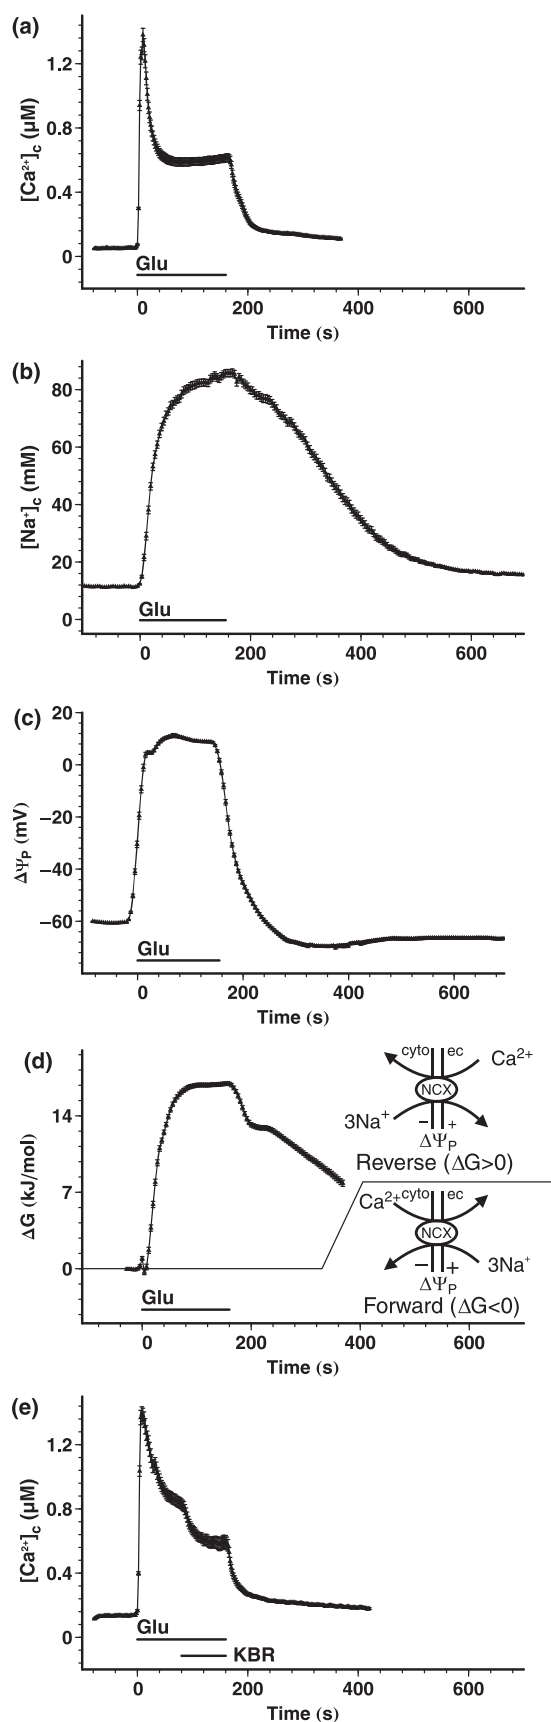 (a)
[Ca²⁺]c (µM)
1.2
0.8
0.4
0
Glu
0 200 400 600
Time (s)
(b)
[Na⁺]c (mM)
80
60
40
20
0
Glu
0 200 400 600
Time (s)
(c)
ΔΨP (mV)
20
0
−20
−40
−60
Glu
0 200 400 600
Time (s)
(d)
ΔG (kJ/mol)
14
7
0
cyto ec Ca²⁺
NCX
3Na⁺ − +
ΔΨP
Reverse (ΔG>0)
Ca²⁺ cyto ec
NCX
− + 3Na⁺
ΔΨP
Forward (ΔG<0)
Glu
0 200 400 600
Time (s)
(e)
[Ca²⁺]c (µM)
1.2
0.8
0.4
0
Glu
KBR
0 200 400 600
Time (s)